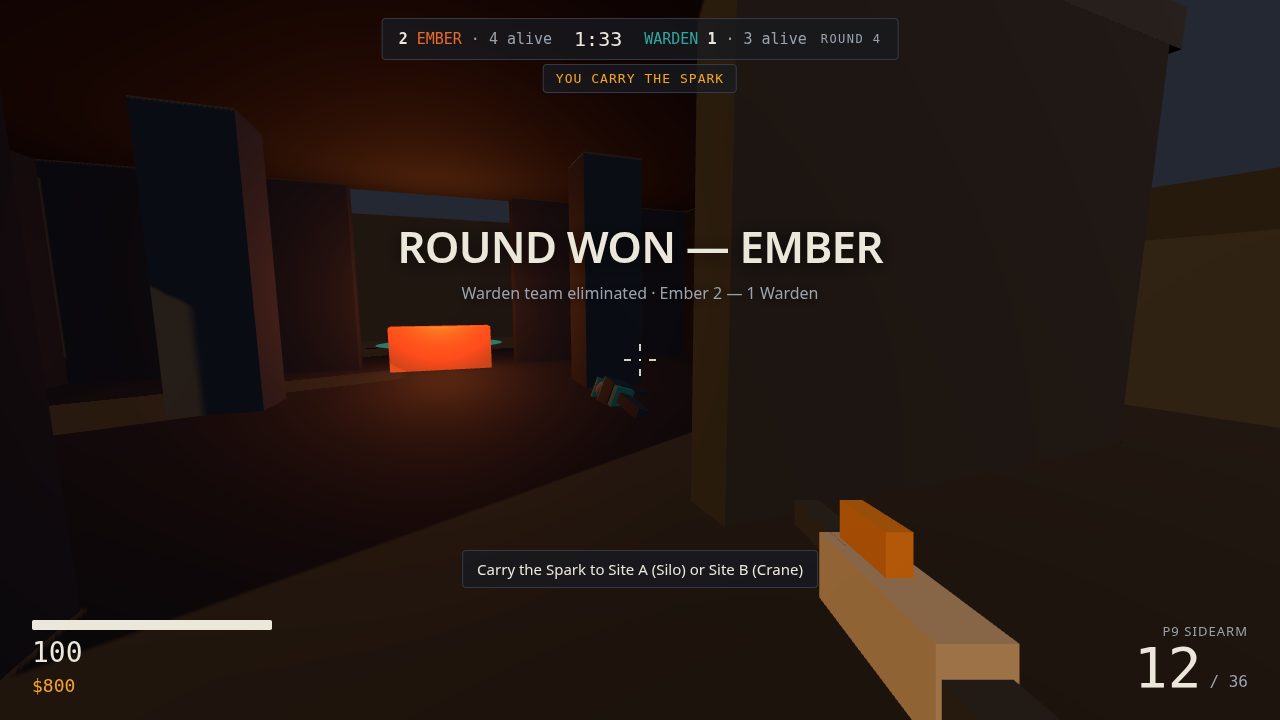 2 EMBER · 4 alive 1:33 WARDEN 1 · 3 alive ROUND 4
YOU CARRY THE SPARK
ROUND WON — EMBER
Warden team eliminated · Ember 2 — 1 Warden
Carry the Spark to Site A (Silo) or Site B (Crane)
100
$800
P9 SIDEARM
12 / 36